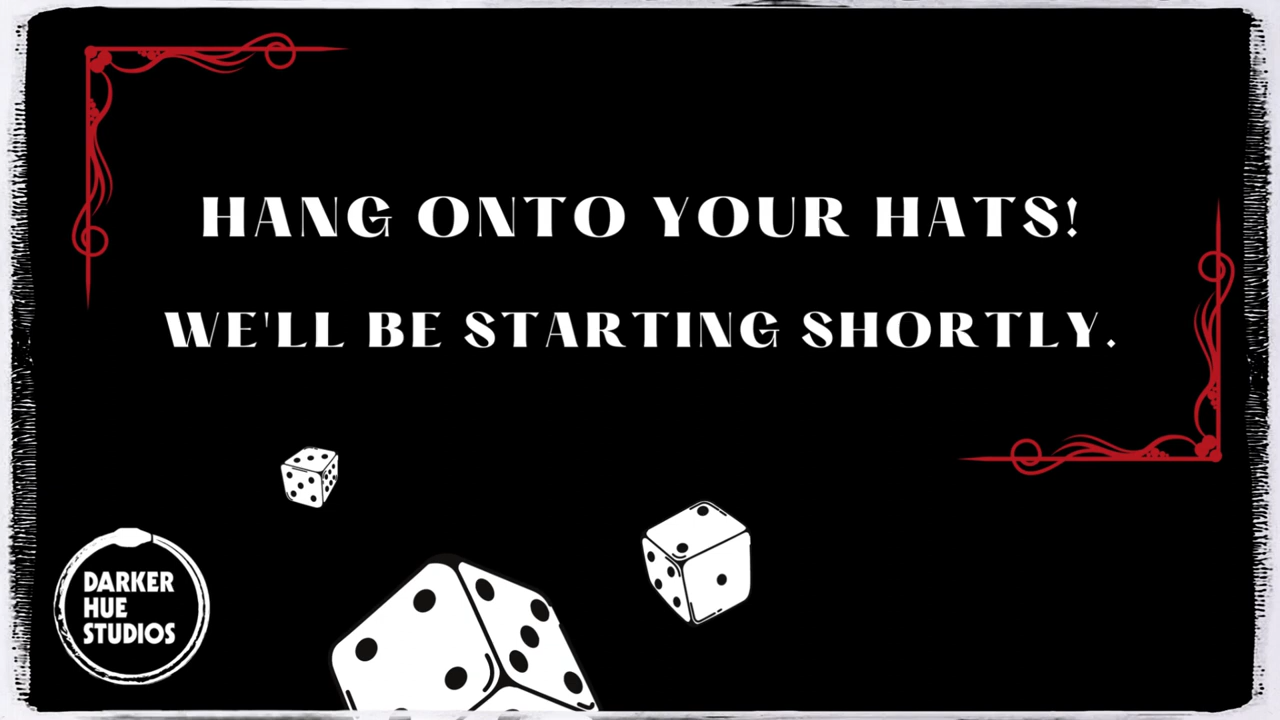 HANG ONTO YOUR HATS!
WE'LL BE STARTING SHORTLY.
DARKER
HUE
STUDIOS